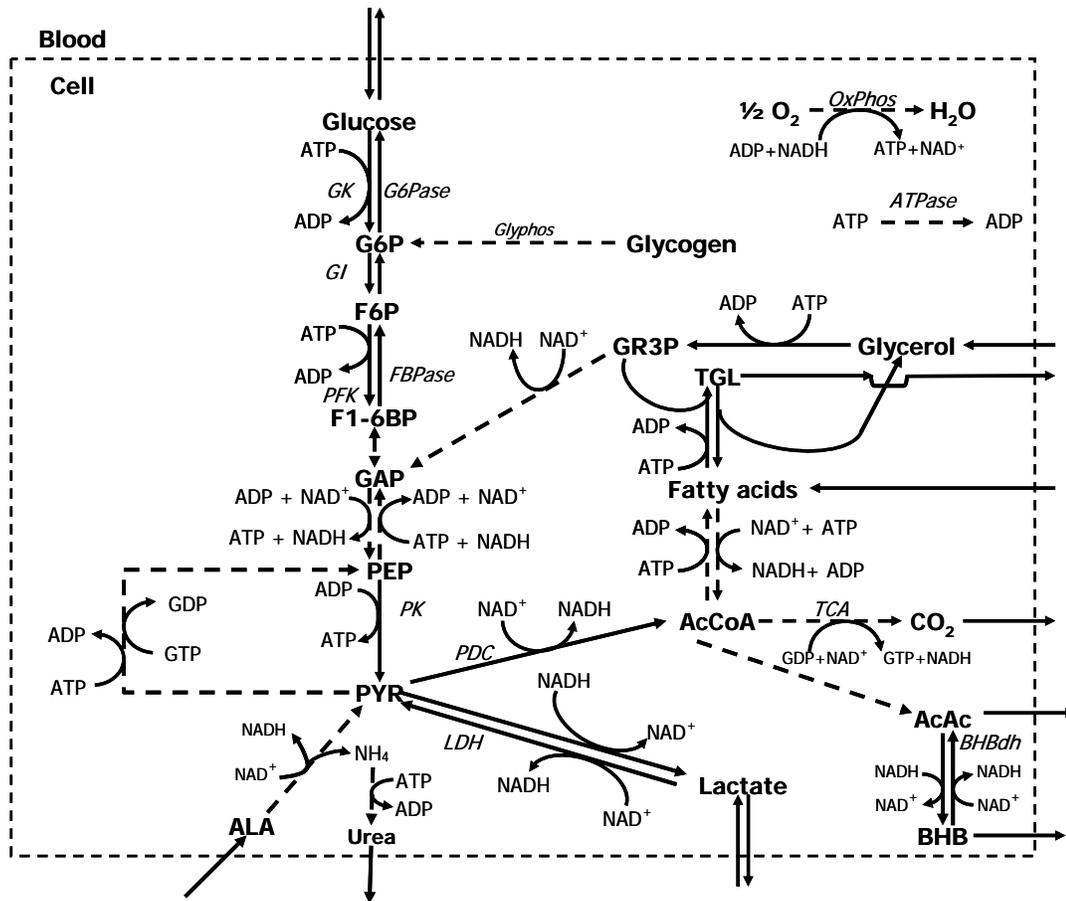 Blood
Cell
½ O₂ OxPhos H₂O
ADP+NADH ATP+NAD⁺
ATPase
ATP ADP
Glucose
ATP
GK G6Pase
ADP
G6P Glyphos Glycogen
GI
F6P
ATP
ADP
PFK FBPase
F1-6BP
NADH NAD⁺
GR3P
ADP ATP
Glycerol
TGL
ADP
ATP
GAP
Fatty acids
ADP + NAD⁺ ADP + NAD⁺
ATP + NADH ATP + NADH
ADP NAD⁺ + ATP
ATP NADH+ ADP
PEP
ADP
PK
ATP
GDP
ADP
GTP
ATP
NAD⁺ NADH
PDC
AcCoA TCA CO₂
GDP+NAD⁺ GTP+NADH
PYR
NADH
LDH NAD⁺
NADH
NAD⁺
Lactate
NADH
NAD⁺
NH₄
ATP
ADP
ALA
Urea
AcAc
BHBdh
NADH NADH
NAD⁺ NAD⁺
BHB